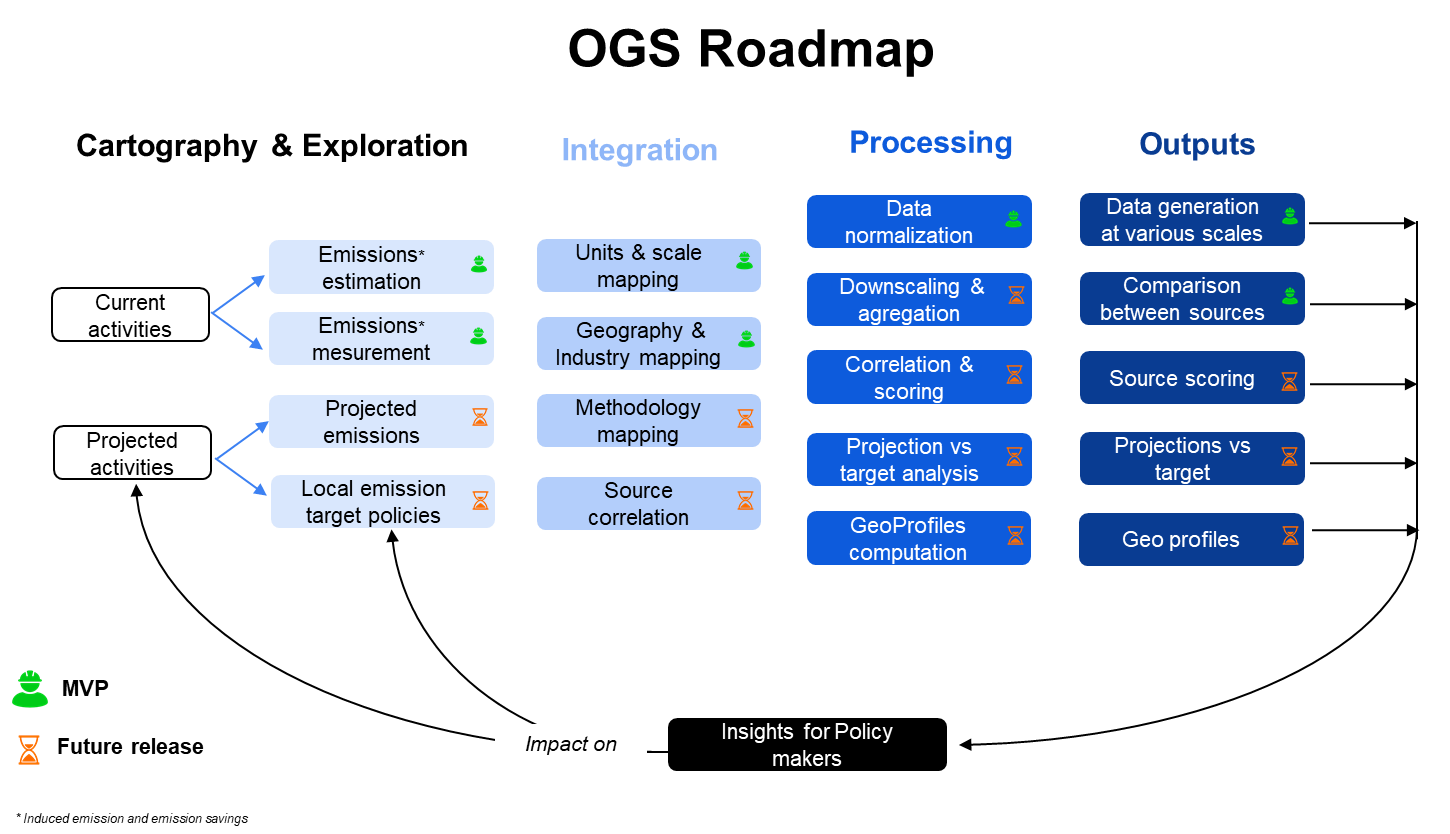 OGS Roadmap
Cartography & Exploration
Current
activities
Projected
activities
Emissions*
estimation
Emissions*
mesurement
Projected
emissions
Local emission
target policies
Integration
Units & scale
mapping
Geography &
Industry mapping
Methodology
mapping
Source
correlation
Processing
Data
normalization
Downscaling &
agregation
Correlation &
scoring
Projection vs
target analysis
GeoProfiles
computation
Outputs
Data generation
at various scales
Comparison
between sources
Source scoring
Projections vs
target
Geo profiles
MVP
Future release
Impact on
Insights for Policy
makers
* Induced emission and emission savings